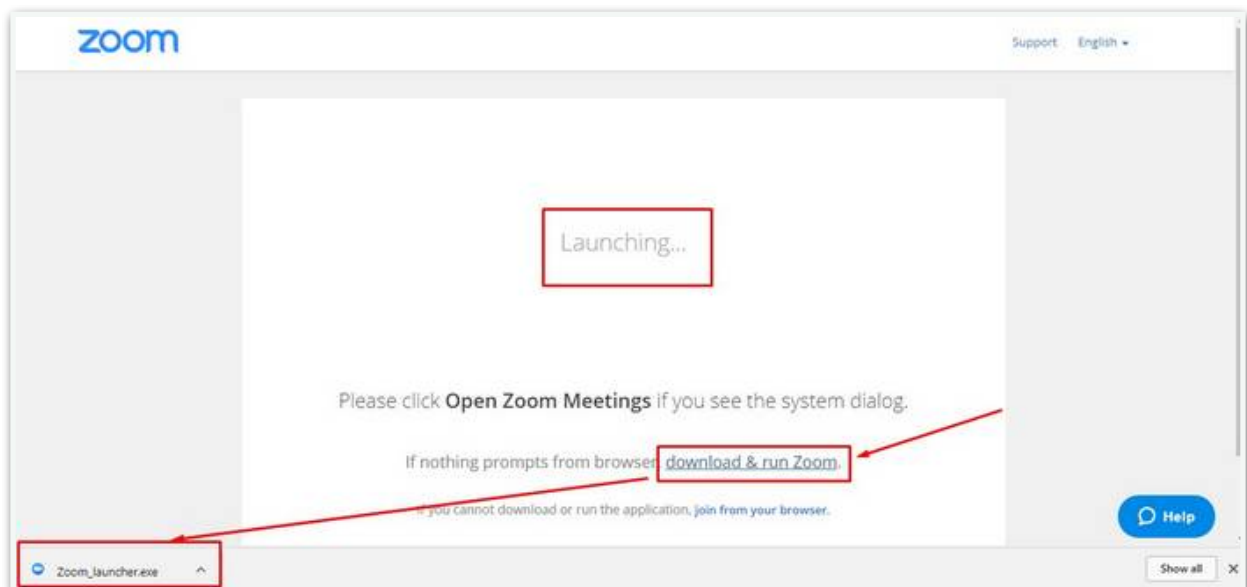 zoom
Support English
Launching...
Please click Open Zoom Meetings if you see the system dialog.
If nothing prompts from browser, download & run Zoom.
If you cannot download or run the application, join from your browser.
Help
Zoom_launcher.exe
Show all